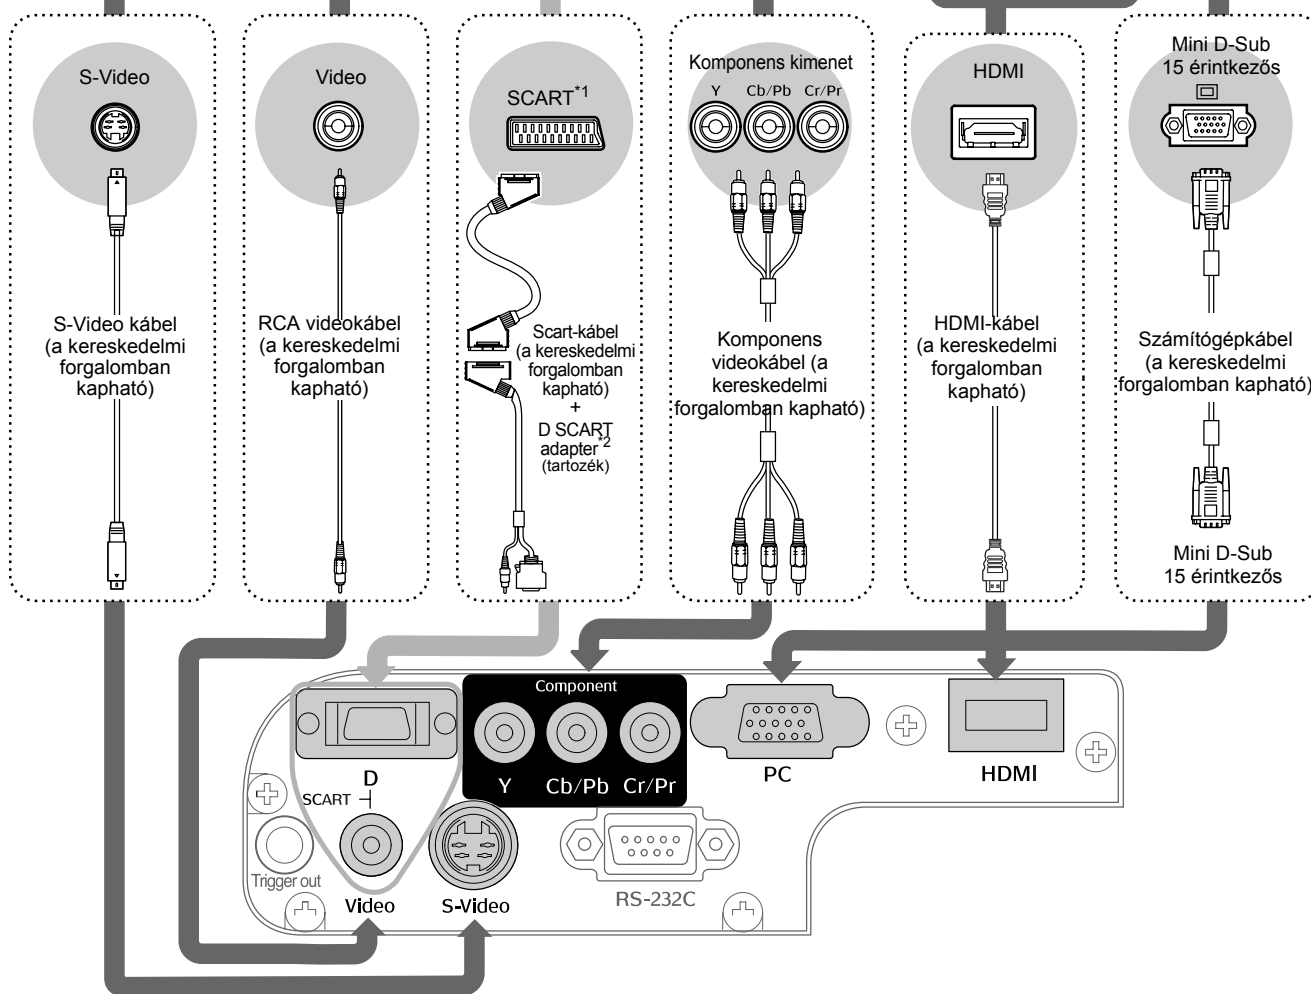 S-Video
Video
SCART*1
Komponens kimenet
Y Cb/Pb Cr/Pr
HDMI
Mini D-Sub
15 érintkezős
S-Video kábel
(a kereskedelmi
forgalomban
kapható)
RCA videokábel
(a kereskedelmi
forgalomban
kapható)
Scart-kábel
(a kereskedelmi
forgalomban
kapható)
+
D SCART
adapter*2
(tartozék)
Komponens
videokábel (a
kereskedelmi
forgalomban kapható)
HDMI-kábel
(a kereskedelmi
forgalomban
kapható)
Számítógépkábel
(a kereskedelmi
forgalomban kapható)
Mini D-Sub
15 érintkezős
Component
Y Cb/Pb Cr/Pr
D
SCART
PC
HDMI
Trigger out
Video
S-Video
RS-232C